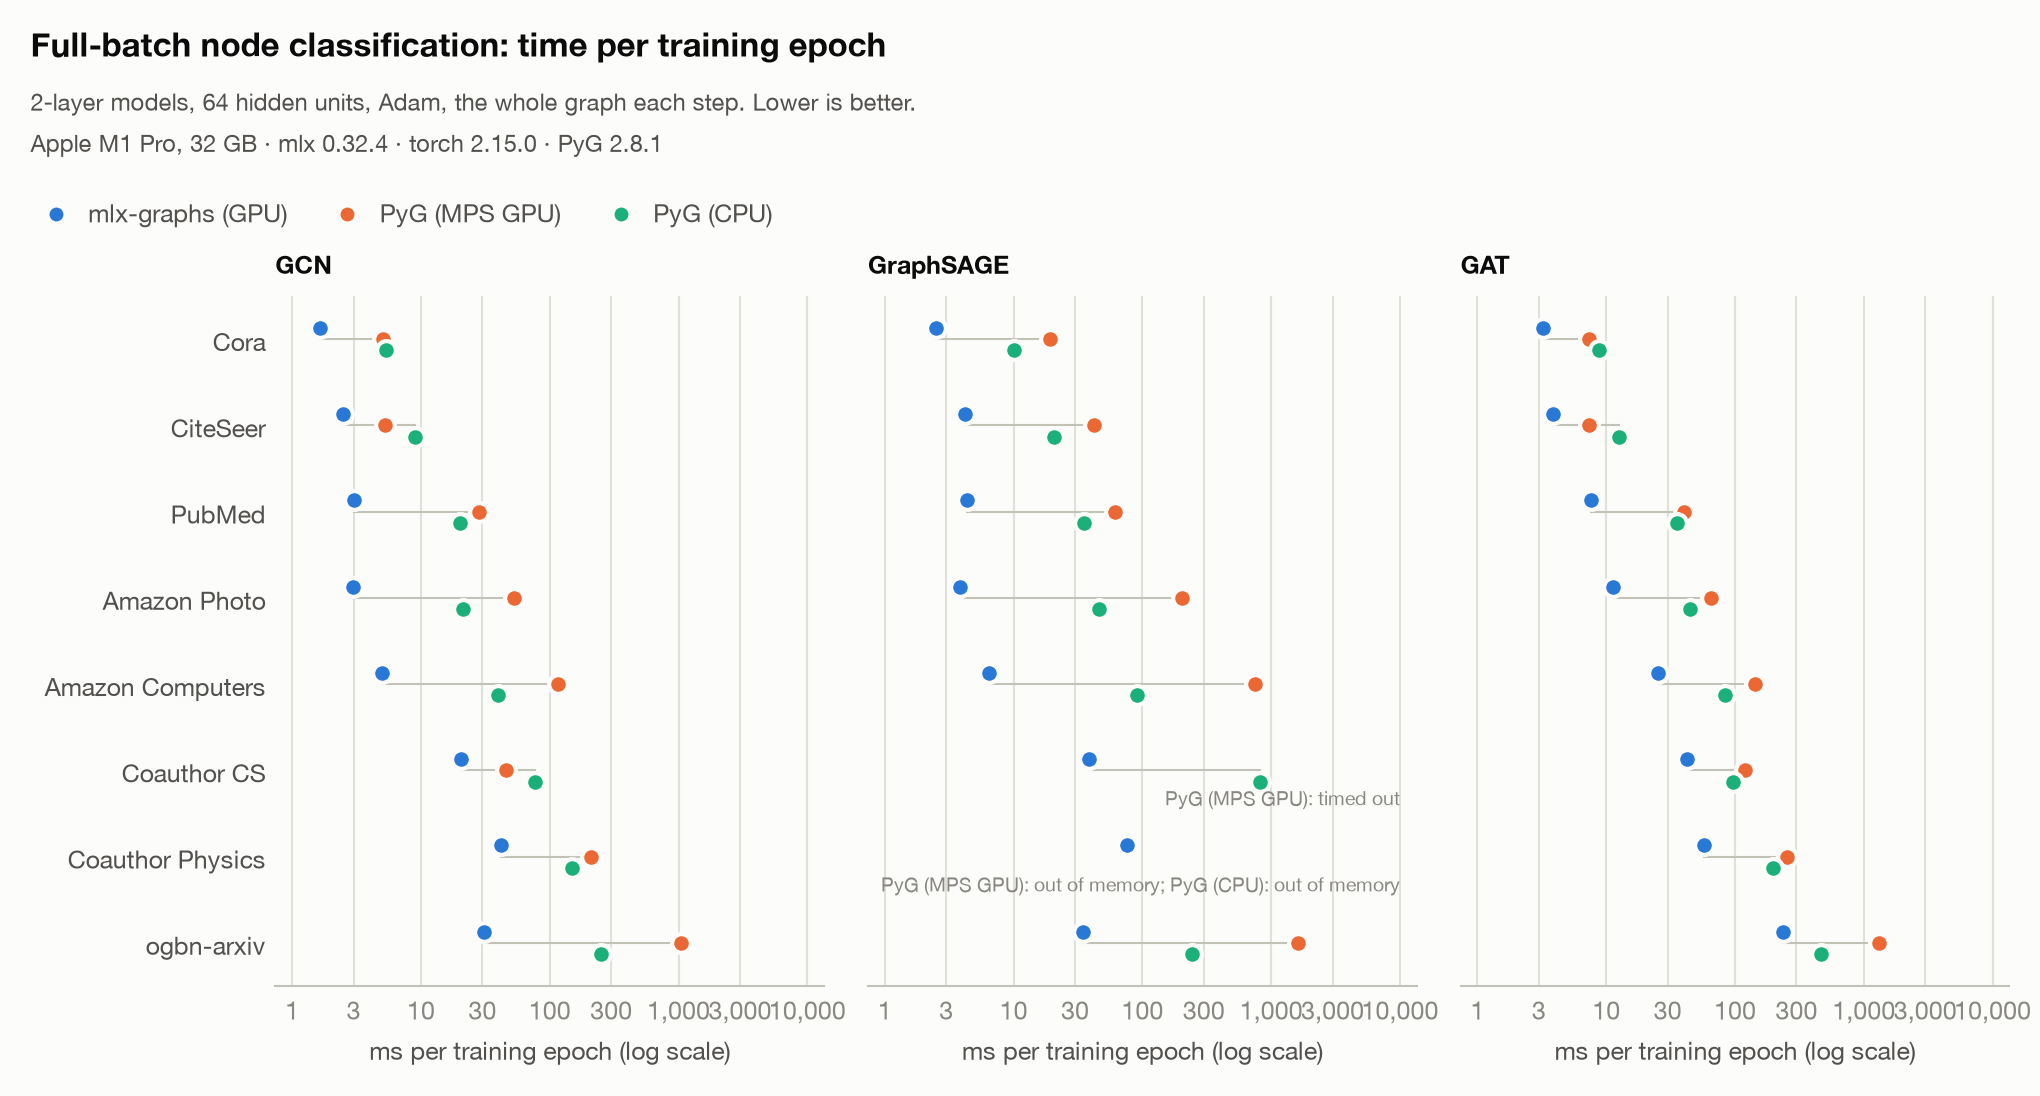 Full-batch node classification: time per training epoch
2-layer models, 64 hidden units, Adam, the whole graph each step. Lower is better.
Apple M1 Pro, 32 GB · mlx 0.32.4 · torch 2.15.0 · PyG 2.8.1
mlx-graphs (GPU) PyG (MPS GPU) PyG (CPU)
GCN GraphSAGE GAT
Cora
CiteSeer
PubMed
Amazon Photo
Amazon Computers
Coauthor CS
PyG (MPS GPU): timed out
Coauthor Physics
PyG (MPS GPU): out of memory; PyG (CPU): out of memory
ogbn-arxiv
1 3 10 30 100 300 1,000 3,000 10,000 1 3 10 30 100 300 1,000 3,000 10,000 1 3 10 30 100 300 1,000 3,000 10,000
ms per training epoch (log scale) ms per training epoch (log scale) ms per training epoch (log scale)